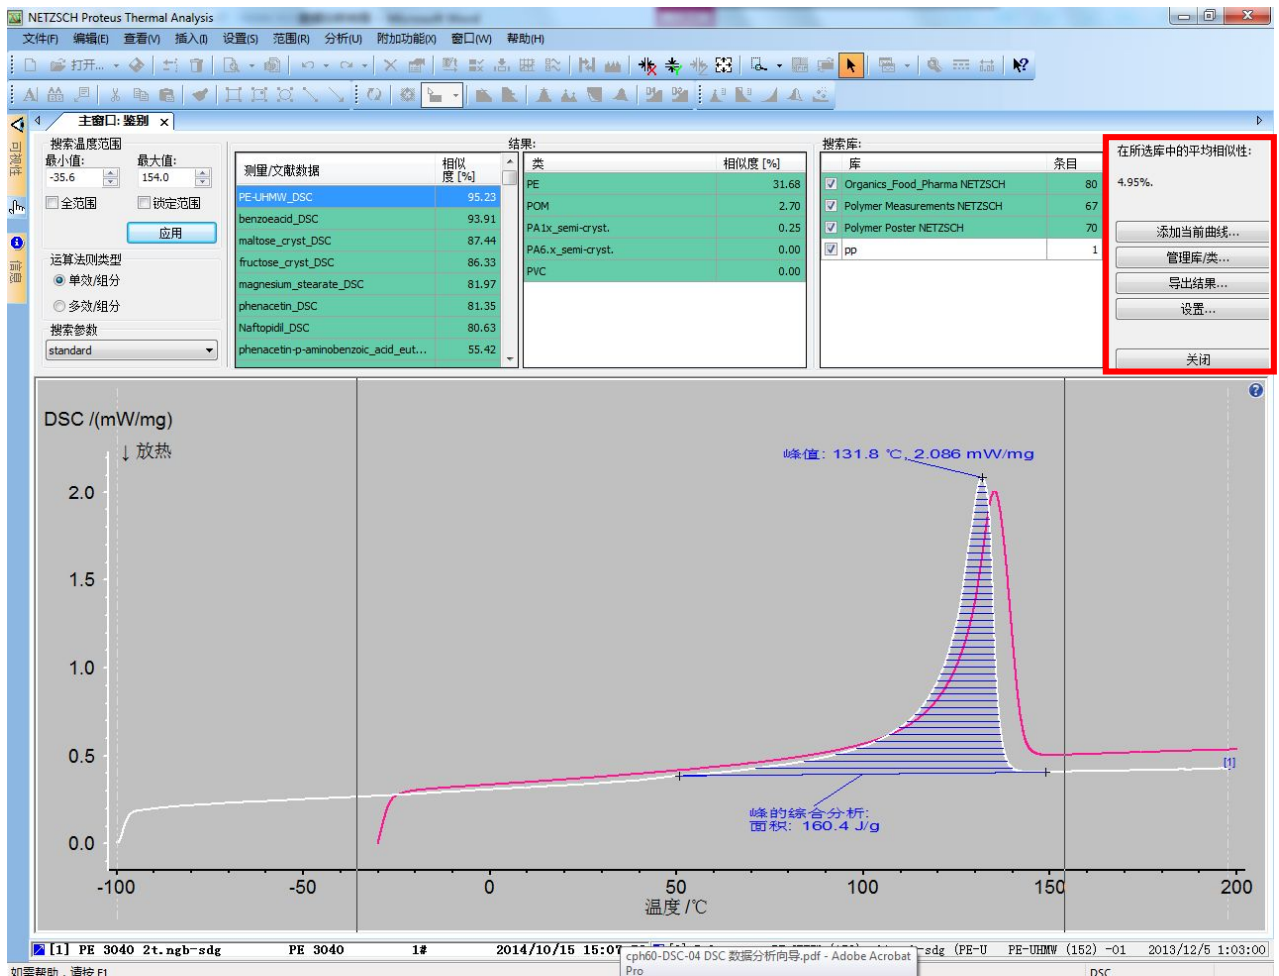 NETZSCH Proteus Thermal Analysis
文件(F) 编辑(E) 查看(V) 插入(I) 设置(S) 范围(R) 分析(U) 附加功能(X) 窗口(W) 帮助(H)
打开...
主窗口: 鉴别 ×
可视性
信息
搜索温度范围
最小值: 最大值:
-35.6 154.0
全范围 锁定范围
应用
运算法则类型
单效/组分
多效/组分
搜索参数
standard
结果:
测量/文献数据 相似度 [%]
PE-UHMW_DSC 95.23
benzoeacid_DSC 93.91
maltose_cryst_DSC 87.44
fructose_cryst_DSC 86.33
magnesium_stearate_DSC 81.97
phenacetin_DSC 81.35
Naftopidil_DSC 80.63
phenacetin-p-aminobenzoic_acid_eut... 55.42
类 相似度 [%]
PE 31.68
POM 2.70
PA1x_semi-cryst. 0.25
PA6.x_semi-cryst. 0.00
PVC 0.00
搜索库:
库 条目
Organics_Food_Pharma NETZSCH 80
Polymer Measurements NETZSCH 67
Polymer Poster NETZSCH 70
pp 1
在所选库中的平均相似性:
4.95%.
添加当前曲线...
管理库/类...
导出结果...
设置...
关闭
DSC /(mW/mg)
↓ 放热
峰值: 131.8 ℃, 2.086 mW/mg
2.0
1.5
1.0
0.5
0.0
[1]
峰的综合分析:
面积: 160.4 J/g
-100 -50 0 50 100 150 200
温度 /℃
[1] PE 3040 2t.ngb-sdg PE 3040 1# 2014/10/15 15:07 sdg (PE-U PE-UHMW (152) -01 2013/12/5 1:03:00
cph60-DSC-04 DSC 数据分析向导.pdf - Adobe Acrobat
Pro
如需帮助，请按 F1 DSC